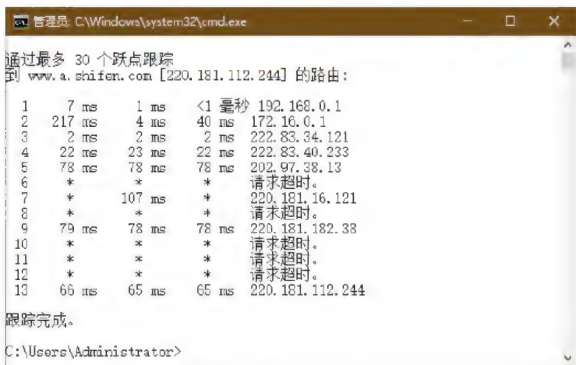 管理员: C:\Windows\system32\cmd.exe
通过最多 30 个跃点跟踪
到 www.a.shifen.com [220.181.112.244] 的路由:
1 7 ms 1 ms <1 毫秒 192.168.0.1
2 217 ms 4 ms 40 ms 172.16.0.1
3 2 ms 2 ms 2 ms 222.83.34.121
4 22 ms 23 ms 22 ms 222.83.40.233
5 78 ms 78 ms 78 ms 202.97.38.13
6 * * * 请求超时。
7 * 107 ms * 220.181.16.121
8 * * * 请求超时。
9 79 ms 78 ms 78 ms 220.181.182.38
10 * * * 请求超时。
11 * * * 请求超时。
12 * * * 请求超时。
13 66 ms 65 ms 65 ms 220.181.112.244
跟踪完成。
C:\Users\Administrator>